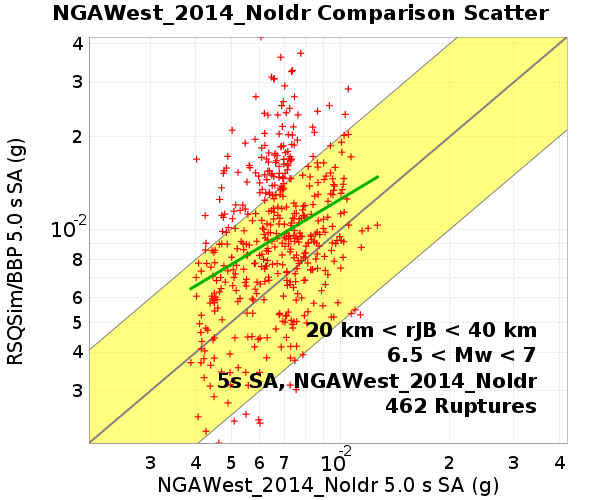 NGAWest_2014_NoIdr Comparison Scatter
RSQSim/BBP 5.0 s SA (g)
4
3
2
10-2
8
6
5
4
3
20 km < rJB < 40 km
6.5 < Mw < 7
5s SA, NGAWest_2014_NoIdr
462 Ruptures
3 4 5 6 7 10-2 2 3 4
NGAWest_2014_NoIdr 5.0 s SA (g)